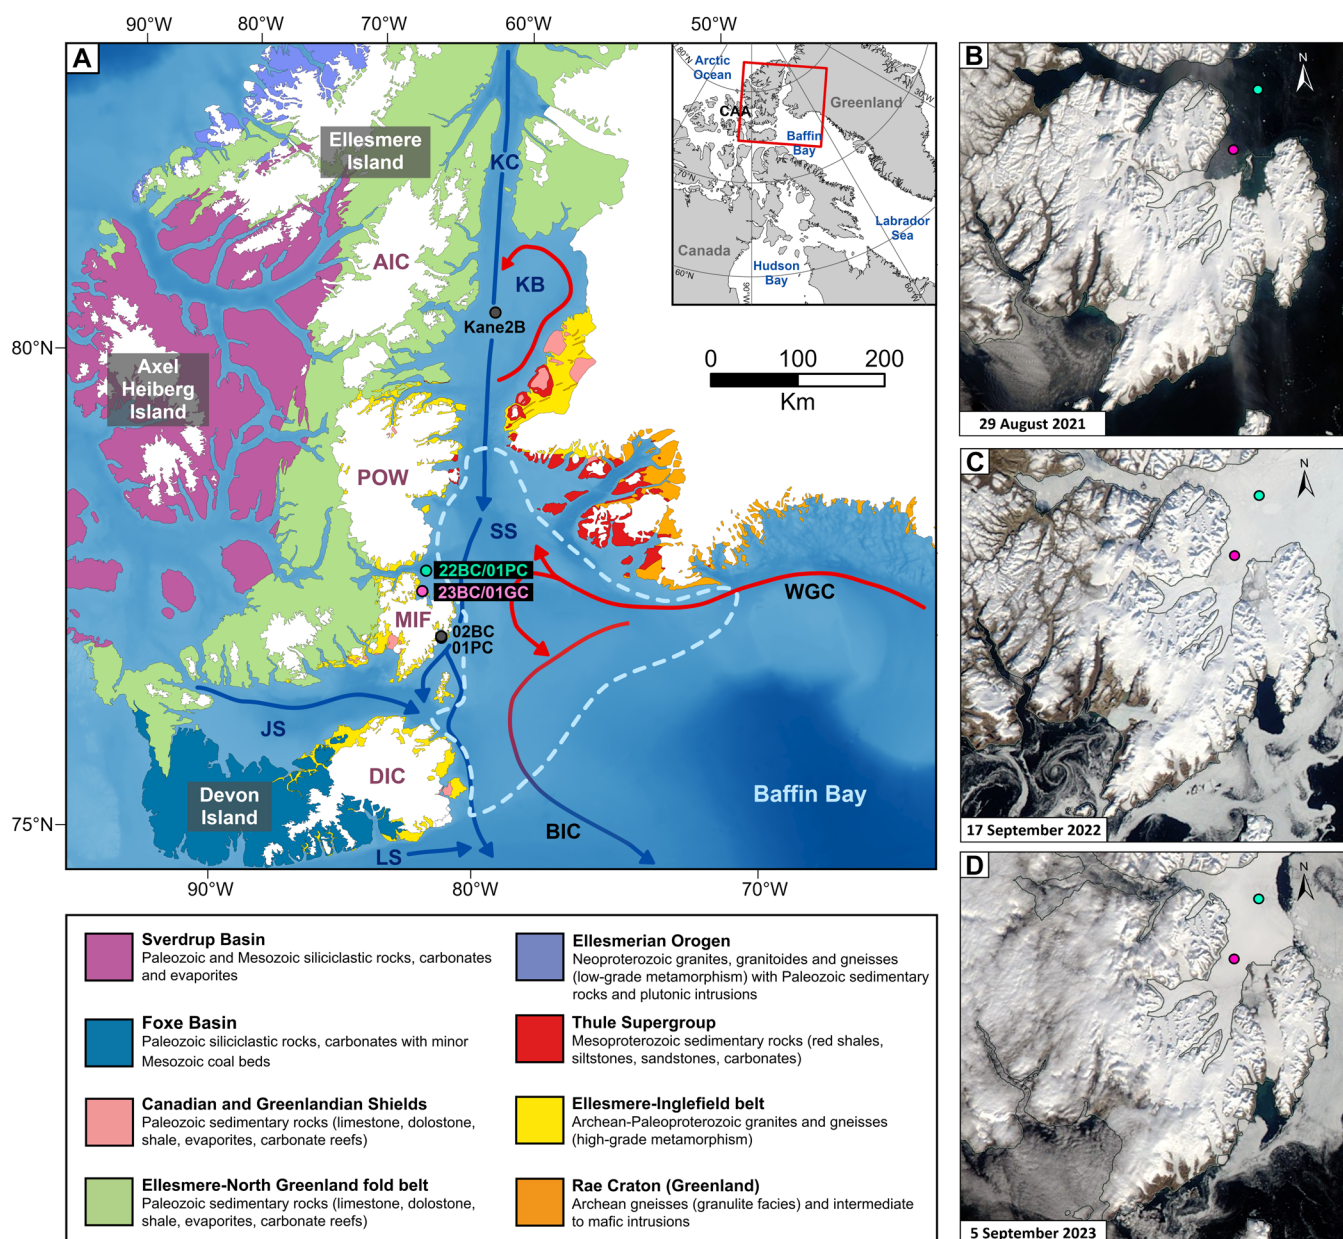 90°W
80°W
70°W
60°W
50°W
A
Ellesmere
Island
KC
AIC
KB
Kane2B
80°N
Axel
Heiberg
Island
POW
SS
22BC/01PC
23BC/01GC
MIF
02BC
01PC
WGC
JS
DIC
Devon
Island
LS
BIC
Baffin Bay
75°N
90°W
80°W
70°W
0 100 200
Km
80°N
Arctic
Ocean
CAA
Greenland
30°W
Baffin
Bay
70°N
Labrador
Sea
Canada
Hudson
Bay
60°N
90°W
60°W
B
N
29 August 2021
C
N
17 September 2022
D
N
5 September 2023
Sverdrup Basin
Paleozoic and Mesozoic siliciclastic rocks, carbonates
and evaporites
Foxe Basin
Paleozoic siliciclastic rocks, carbonates with minor
Mesozoic coal beds
Canadian and Greenlandian Shields
Paleozoic sedimentary rocks (limestone, dolostone,
shale, evaporites, carbonate reefs)
Ellesmere-North Greenland fold belt
Paleozoic sedimentary rocks (limestone, dolostone,
shale, evaporites, carbonate reefs)
Ellesmerian Orogen
Neoproterozoic granites, granitoides and gneisses
(low-grade metamorphism) with Paleozoic sedimentary
rocks and plutonic intrusions
Thule Supergroup
Mesoproterozoic sedimentary rocks (red shales,
siltstones, sandstones, carbonates)
Ellesmere-Inglefield belt
Archean-Paleoproterozoic granites and gneisses
(high-grade metamorphism)
Rae Craton (Greenland)
Archean gneisses (granulite facies) and intermediate
to mafic intrusions